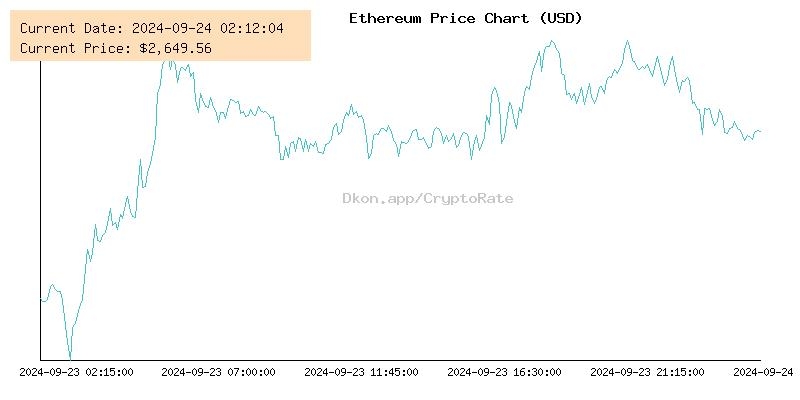 Ethereum Price Chart (USD)
Current Date: 2024-09-24 02:12:04
Current Price: $2,649.56
Dkon.app/CryptoRate
2024-09-23 02:15:00 2024-09-23 07:00:00 2024-09-23 11:45:00 2024-09-23 16:30:00 2024-09-23 21:15:00 2024-09-24